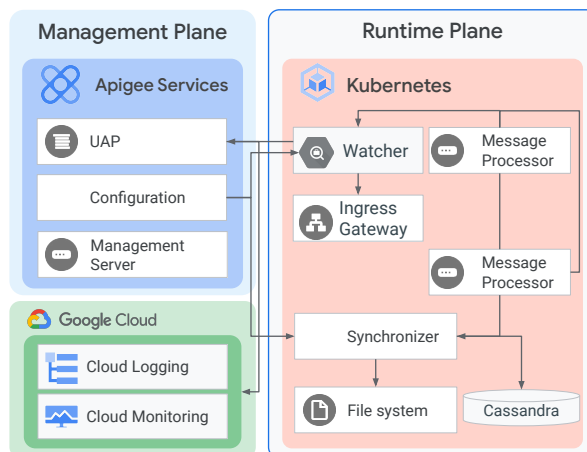 Management Plane
Apigee Services
UAP
Configuration
Management
Server
Google Cloud
Cloud Logging
Cloud Monitoring
Runtime Plane
Kubernetes
Watcher
Message
Processor
Ingress
Gateway
Message
Processor
Synchronizer
File system
Cassandra